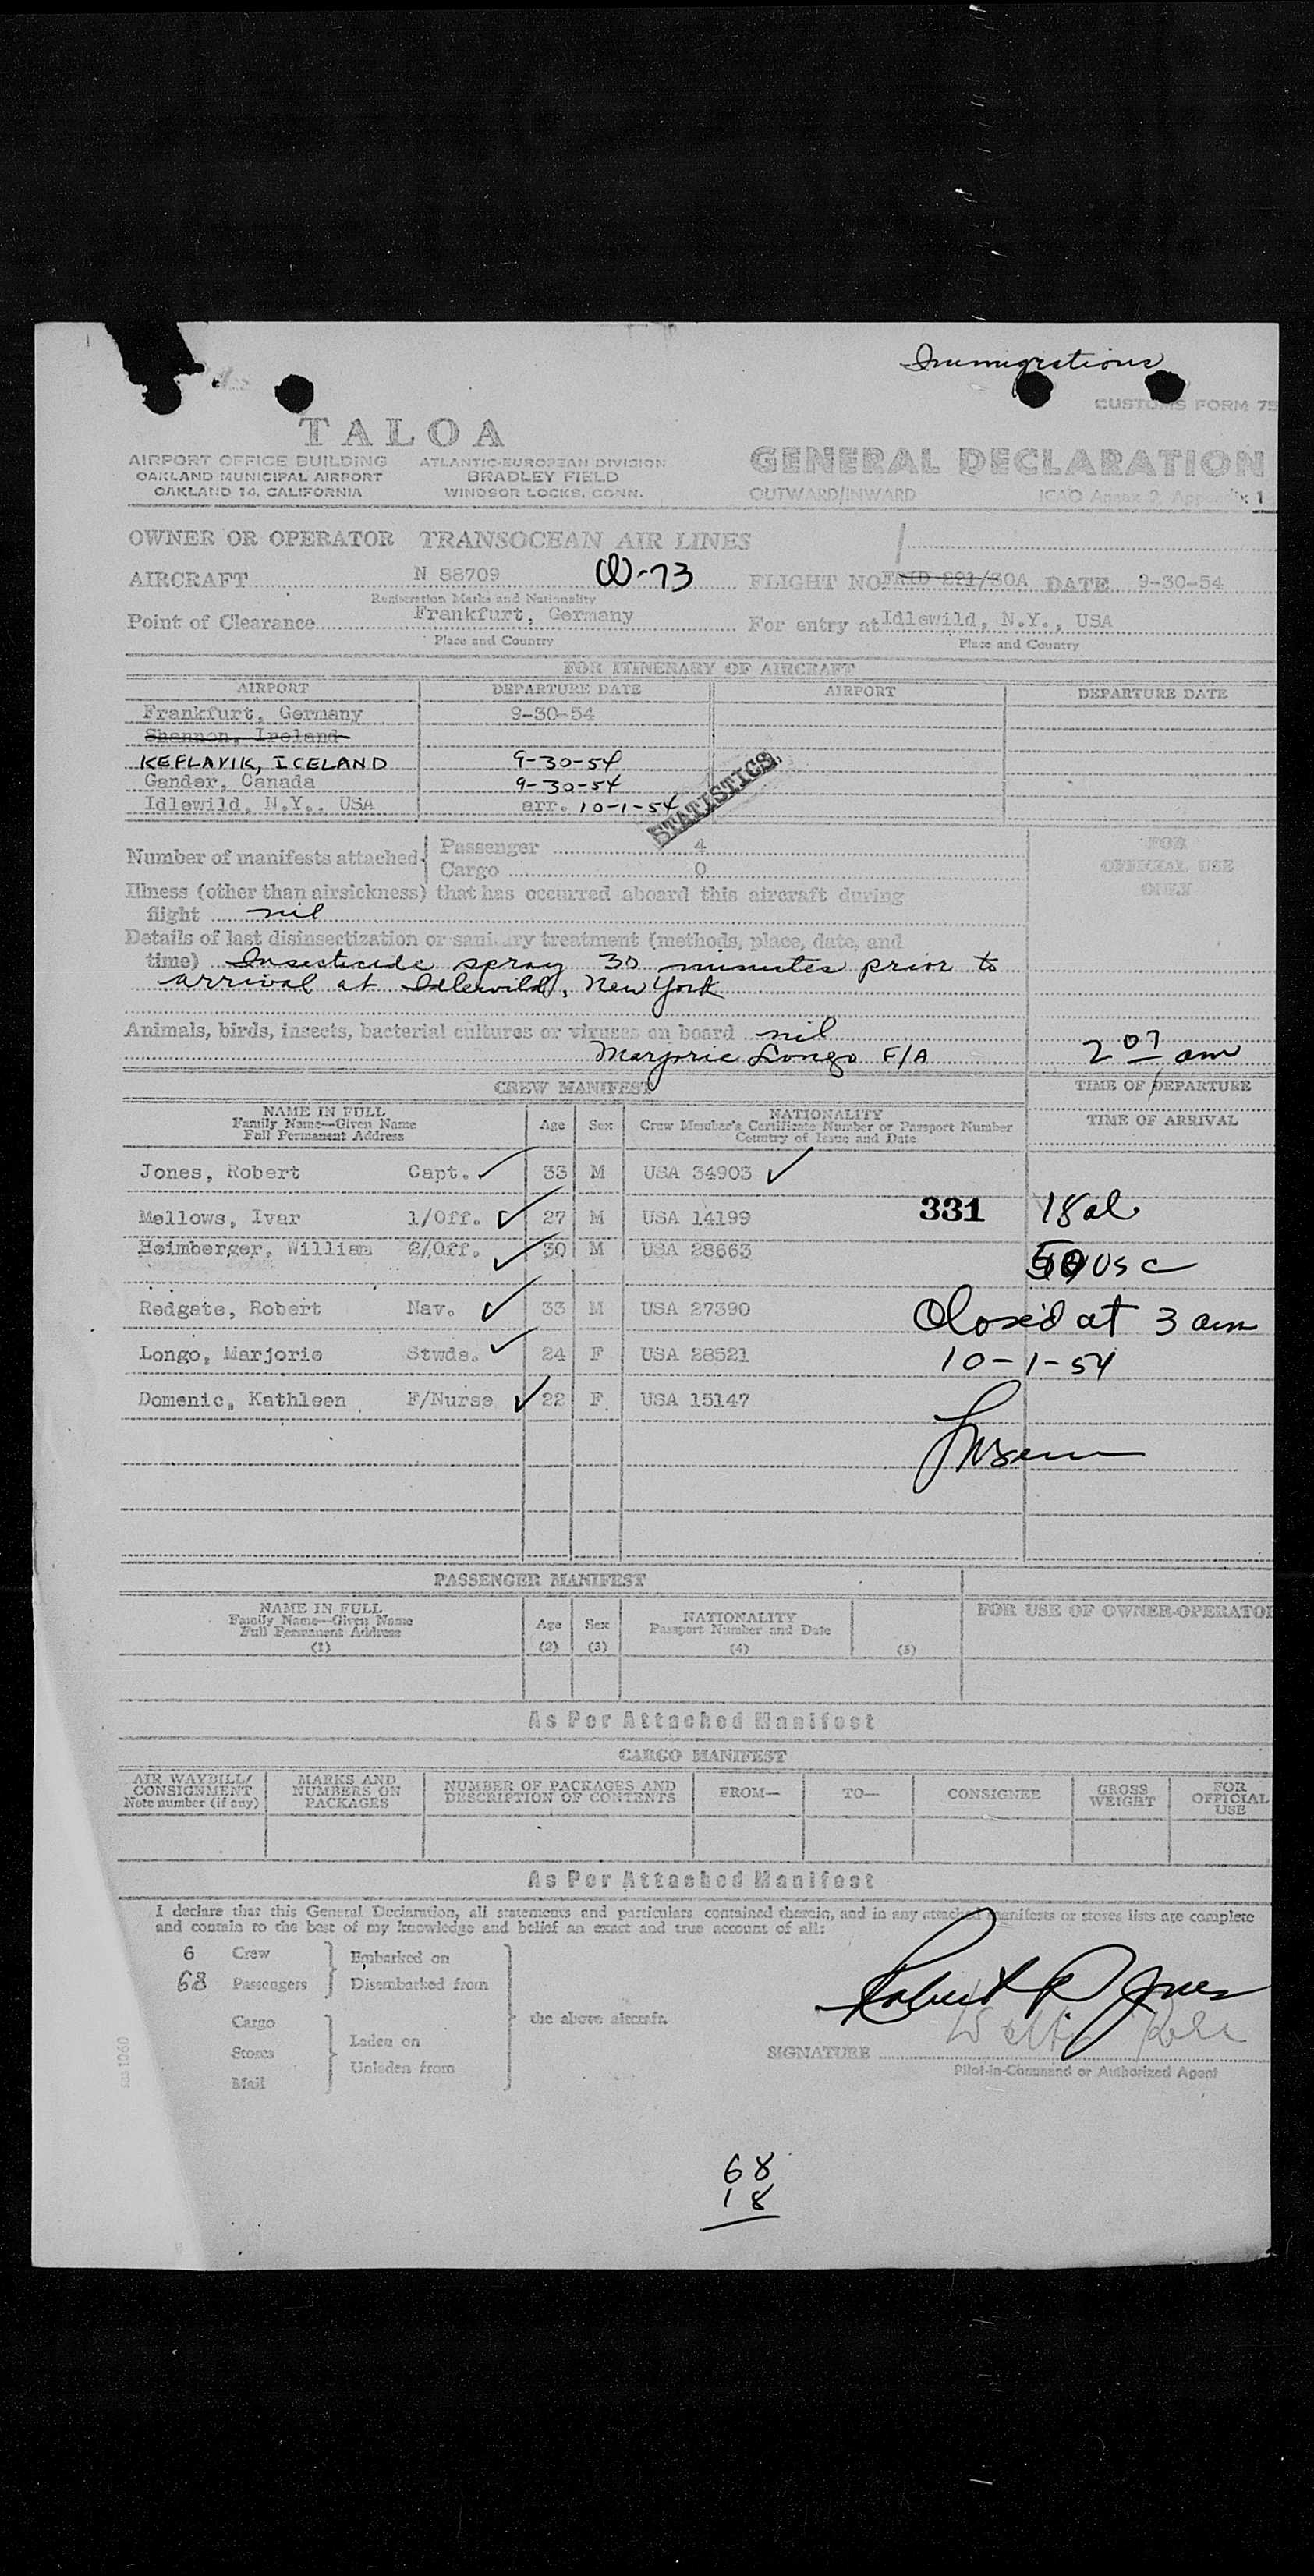 Immigrations
CUSTOMS FORM 75
TALOA
AIRPORT OFFICE BUILDING
OAKLAND MUNICIPAL AIRPORT
OAKLAND 14, CALIFORNIA
ATLANTIC-EUROPEAN DIVISION
BRADLEY FIELD
WINDSOR LOCKS, CONN.
GENERAL DECLARATION
OUTWARD/INWARD ICAO Annex 9, Appendix 1
OWNER OR OPERATOR TRANSOCEAN AIR LINES
AIRCRAFT N 88709 FLIGHT NO. 30A DATE 9-30-54
Registration Marks and Nationality
Point of Clearance Frankfurt, Germany For entry at Idlewild, N.Y., USA
Place and Country Place and Country
FOR ITINERARY OF AIRCRAFT
AIRPORT DEPARTURE DATE AIRPORT DEPARTURE DATE
Frankfurt, Germany 9-30-54
Shannon, Ireland
KEFLAVIK, ICELAND 9-30-54
Gander, Canada 9-30-54
Idlewild, N.Y., USA arr. 10-1-54
STATISTICS
Number of manifests attached Passenger 4
Cargo 0
FOR
OFFICIAL USE
ONLY
Illness (other than airsickness) that has occurred aboard this aircraft during
flight nil
Details of last disinsectization or sanitary treatment (methods, place, date, and
time) Insecticide spray 30 minutes prior to
arrival at Idlewild, New York
Animals, birds, insects, bacterial cultures or viruses on board nil
Marjorie Longo F/A
2 07 am
TIME OF DEPARTURE
TIME OF ARRIVAL
CREW MANIFEST
NAME IN FULL
Family Name—Given Name
Full Permanent Address
Age Sex
NATIONALITY
Crew Member's Certificate Number or Passport Number
Country of Issue and Date
Jones, Robert Capt. 33 M USA 34903
Mellows, Ivar 1/Off. 27 M USA 14199
331 18 al
Heimberger, William 2/Off. 30 M USA 28663
50 USC
Redgate, Robert Nav. 33 M USA 27390
Closed at 3 am
Longo, Marjorie Stwds. 24 F USA 28521
10-1-54
Domenic, Kathleen F/Nurse 22 F USA 15147
PASSENGER MANIFEST
NAME IN FULL
Family Name—Given Name
Full Permanent Address
(1)
Age
(2)
Sex
(3)
NATIONALITY
Passport Number and Date
(4)
(5)
FOR USE OF OWNER-OPERATOR
As Per Attached Manifest
CARGO MANIFEST
AIR WAYBILL/
CONSIGNMENT
Note number (if any)
MARKS AND
NUMBERS ON
PACKAGES
NUMBER OF PACKAGES AND
DESCRIPTION OF CONTENTS
FROM—
TO—
CONSIGNEE
GROSS
WEIGHT
FOR
OFFICIAL
USE
As Per Attached Manifest
I declare that this General Declaration, all statements and particulars contained therein, and in any attached manifests or stores lists are complete
and contain to the best of my knowledge and belief an exact and true account of all:
6 Crew
68 Passengers
Embarked on
Disembarked from
Cargo
Stores
Mail
Laden on
Unladen from
the above aircraft.
Robert Jones
SIGNATURE
Pilot-in-Command or Authorized Agent
68
18